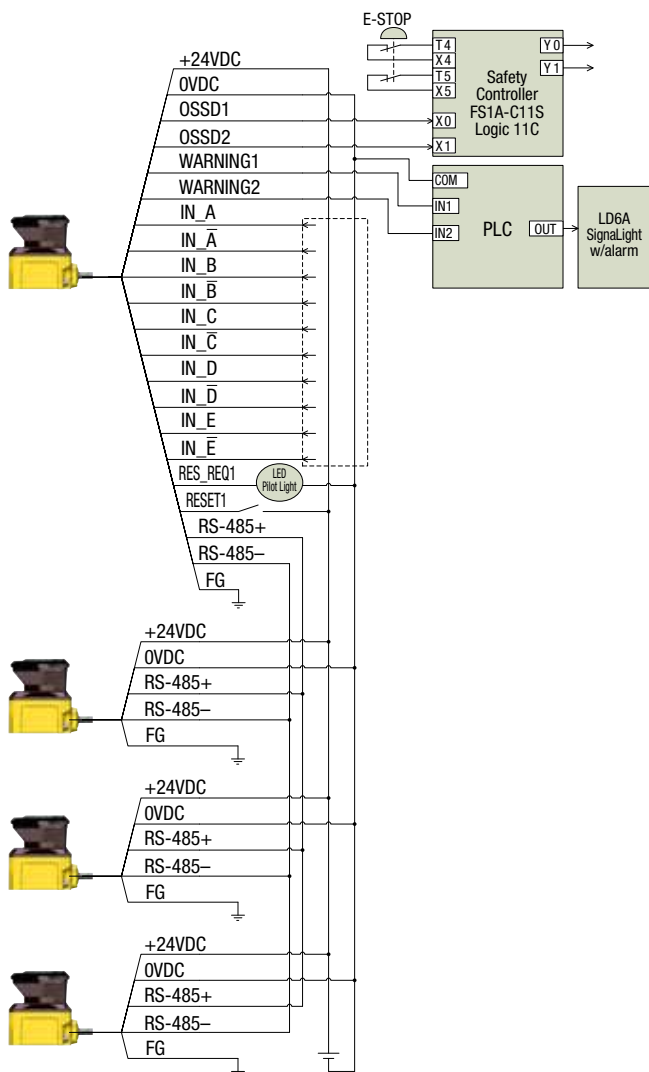 E-STOP
T4
X4
T5
X5
X0
X1
Y0
Y1
Safety
Controller
FS1A-C11S
Logic 11C
COM
IN1
IN2
PLC
OUT
LD6A
SignaLight
w/alarm
+24VDC
0VDC
OSSD1
OSSD2
WARNING1
WARNING2
IN_A
IN_A̅
IN_B
IN_B̅
IN_C
IN_C̅
IN_D
IN_D̅
IN_E
IN_E̅
RES_REQ1
LED
Pilot Light
RESET1
RS-485+
RS-485–
FG
+24VDC
0VDC
RS-485+
RS-485–
FG
+24VDC
0VDC
RS-485+
RS-485–
FG
+24VDC
0VDC
RS-485+
RS-485–
FG